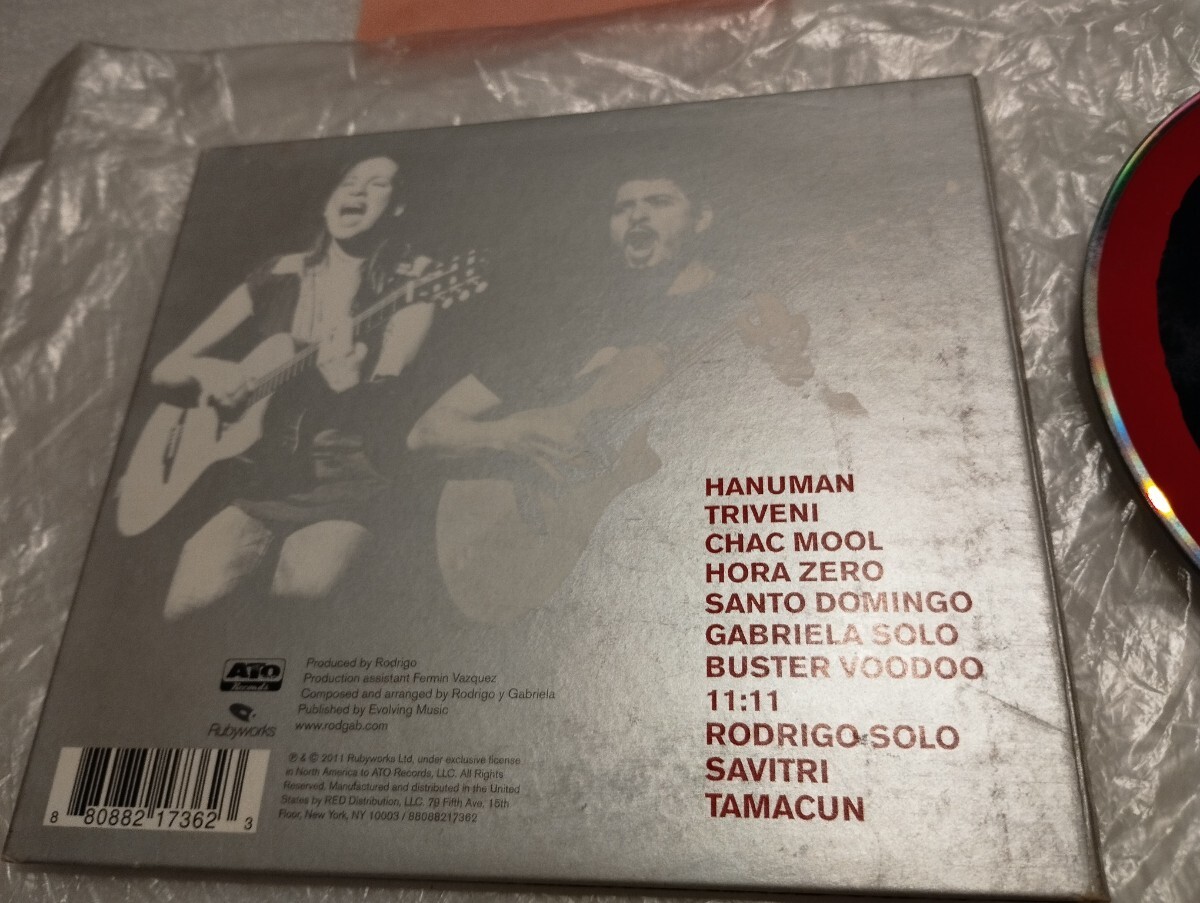 HANUMAN
TRIVENI
CHAC MOOL
HORA ZERO
SANTO DOMINGO
GABRIELA SOLO
BUSTER VOODOO
11:11
RODRIGO SOLO
SAVITRI
TAMACUN
ATO
Records
Rubyworks
Produced by Rodrigo
Production assistant Fermin Vazquez
Composed and arranged by Rodrigo y Gabriela
Published by Evolving Music
www.rodgab.com
℗ & © 2011 Rubyworks Ltd, under exclusive license
in North America to ATO Records, LLC. All Rights
Reserved. Manufactured and distributed in the United
States by RED Distribution, LLC. 79 Fifth Ave, 15th
Floor, New York, NY 10003 / 88088217362
8 80882 17362 3